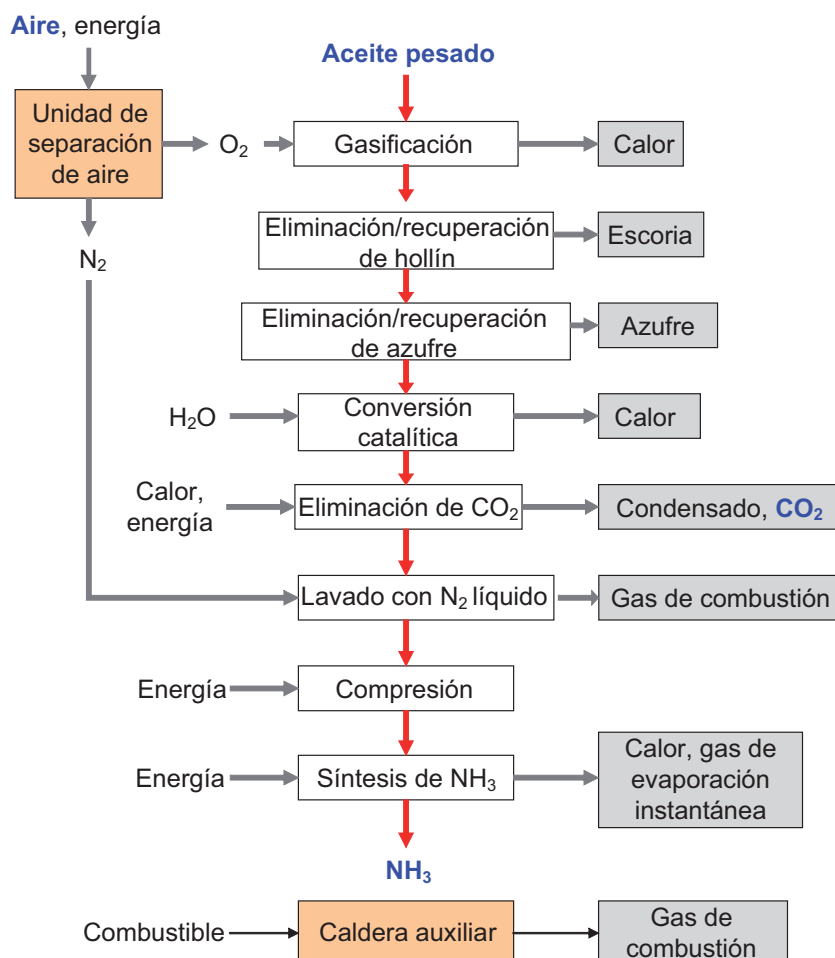 Aire, energía
Aceite pesado
Unidad de
separación
de aire
O₂
Gasificación
Calor
N₂
Eliminación/recuperación
de hollín
Escoria
Eliminación/recuperación
de azufre
Azufre
H₂O
Conversión
catalítica
Calor
Calor,
energía
Eliminación de CO₂
Condensado, CO₂
Lavado con N₂ líquido
Gas de combustión
Energía
Compresión
Energía
Síntesis de NH₃
Calor, gas de
evaporación
instantánea
NH₃
Combustible
Caldera auxiliar
Gas de
combustión